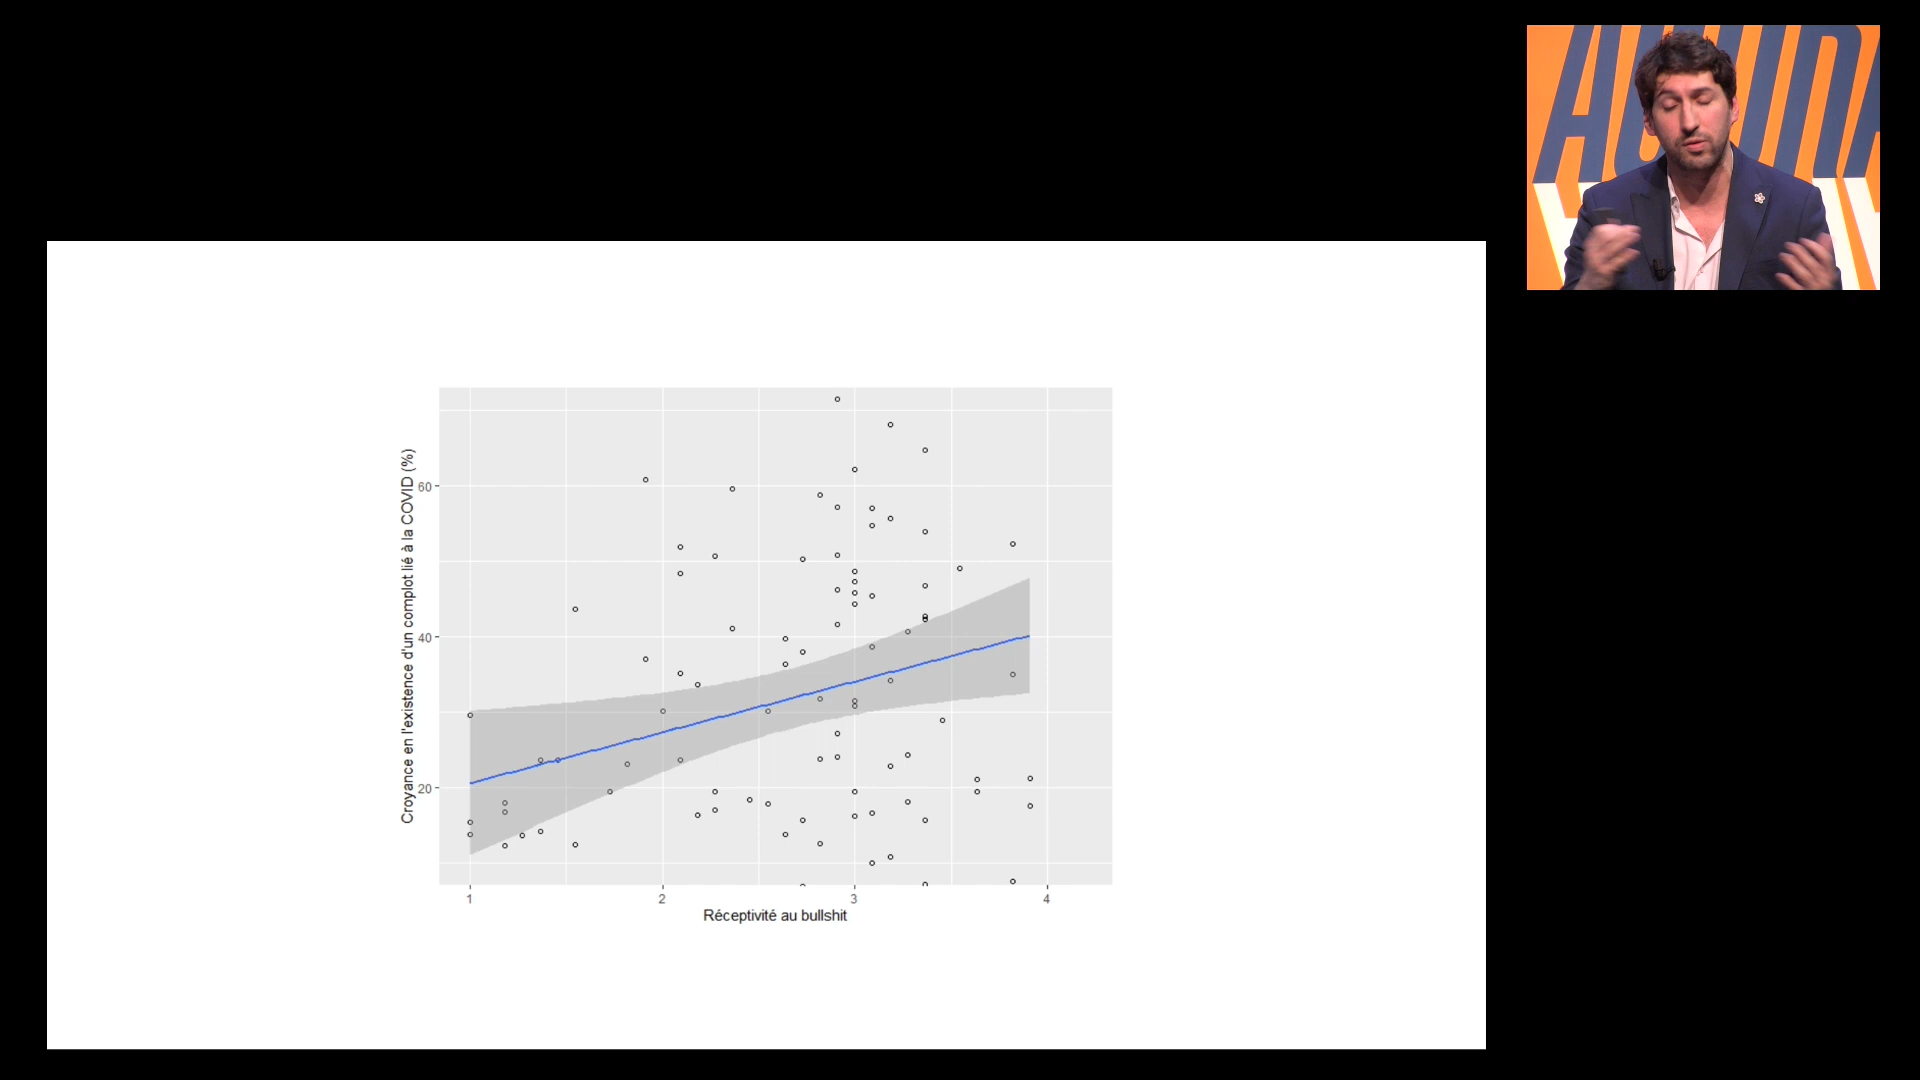 Croyance en l'existence d'un complot lié à la COVID (%)
60
40
20
1 2 3 4
Réceptivité au bullshit